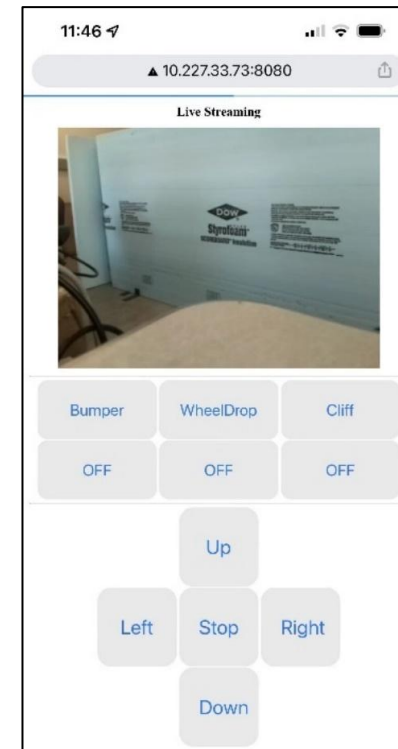 11:46
10.227.33.73:8080
Live Streaming
DOW
Styrofoam
Bumper WheelDrop Cliff
OFF OFF OFF
Up
Left Stop Right
Down